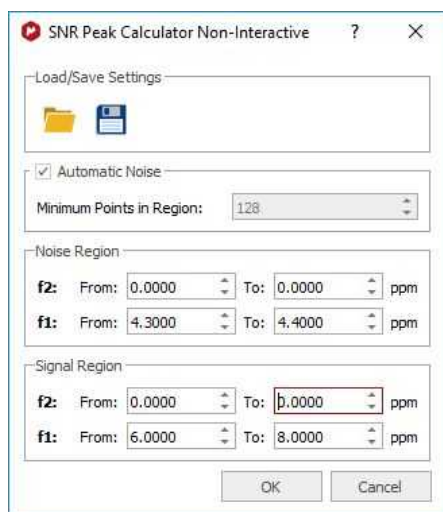 SNR Peak Calculator Non-Interactive ? X
Load/Save Settings
Automatic Noise
Minimum Points in Region: 128
Noise Region
f2: From: 0.0000 To: 0.0000 ppm
f1: From: 4.3000 To: 4.4000 ppm
Signal Region
f2: From: 0.0000 To: 0.0000 ppm
f1: From: 6.0000 To: 8.0000 ppm
OK Cancel